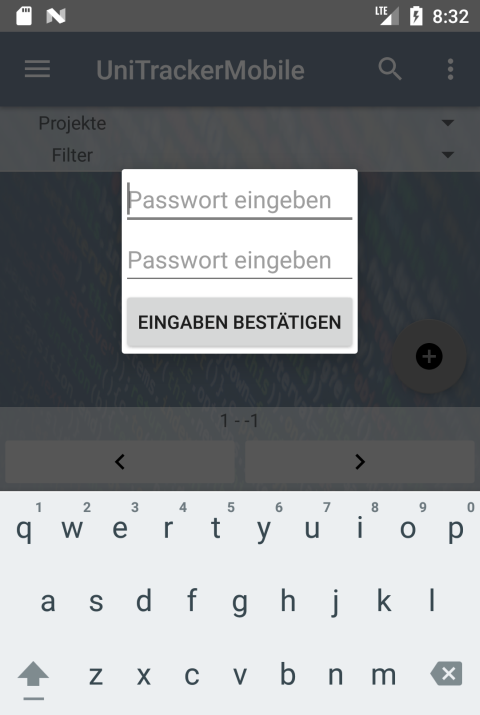 LTE 8:32
UniTrackerMobile
Projekte
Filter
Passwort eingeben
Passwort eingeben
EINGABEN BESTÄTIGEN
1 - -1
1 2 3 4 5 6 7 8 9 0
q w e r t y u i o p
a s d f g h j k l
z x c v b n m